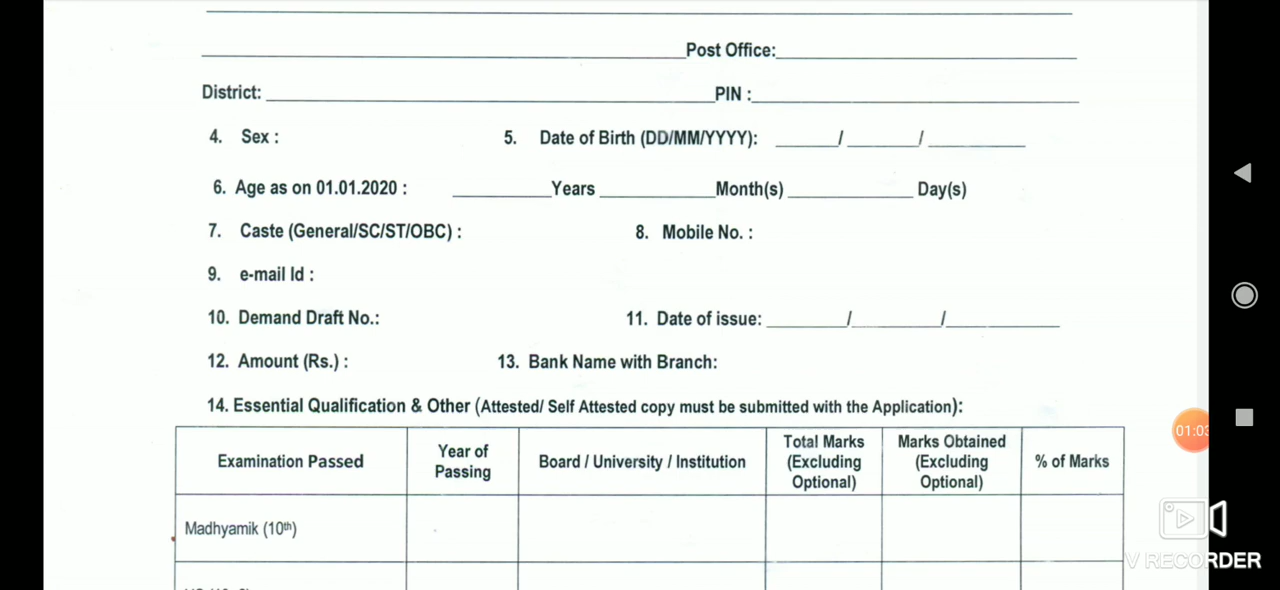 Post Office:
District: PIN :
4. Sex : 5. Date of Birth (DD/MM/YYYY): / /
6. Age as on 01.01.2020 : Years Month(s) Day(s)
7. Caste (General/SC/ST/OBC) : 8. Mobile No. :
9. e-mail Id :
10. Demand Draft No.: 11. Date of issue: / /
12. Amount (Rs.) : 13. Bank Name with Branch:
14. Essential Qualification & Other (Attested/ Self Attested copy must be submitted with the Application):
Examination Passed
Year of
Passing
Board / University / Institution
Total Marks
(Excluding
Optional)
Marks Obtained
(Excluding
Optional)
% of Marks
Madhyamik (10th)
01:03
V RECORDER